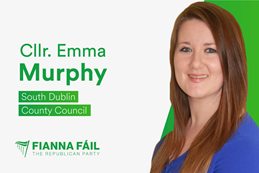 Cllr. Emma
Murphy
South Dublin
County Council
FIANNA FÁIL
THE REPUBLICAN PARTY